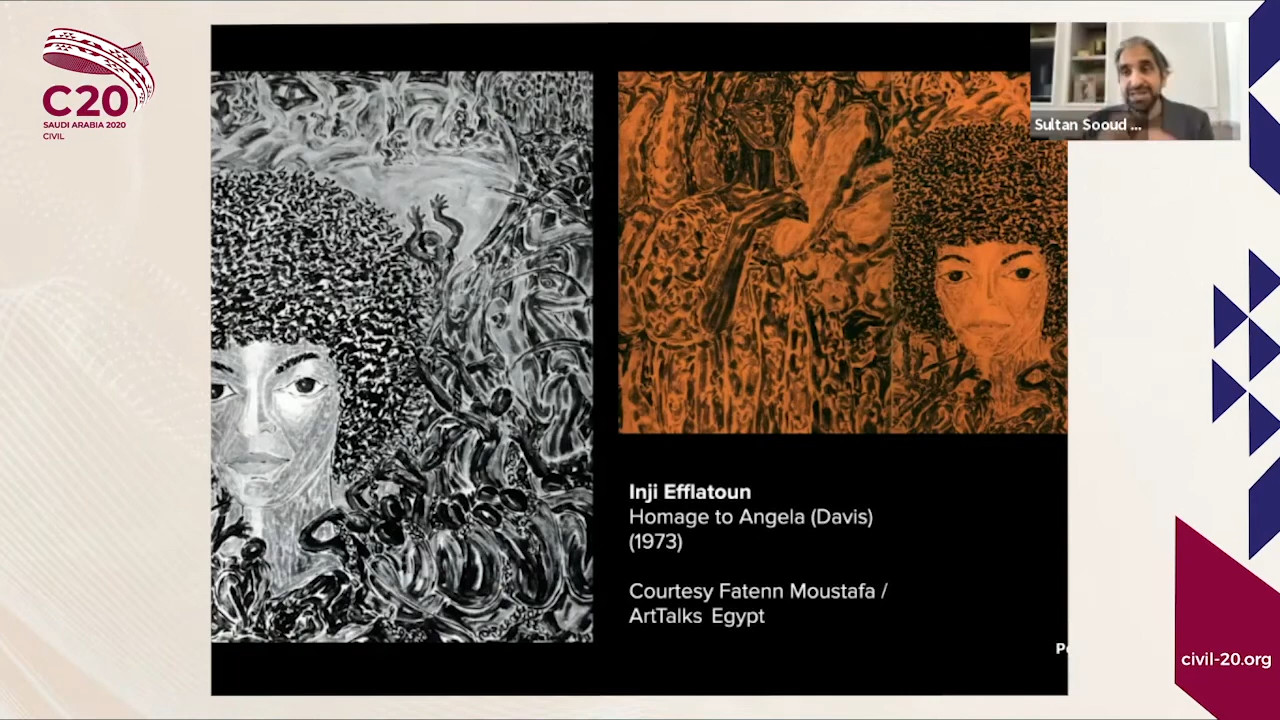 C20
SAUDI ARABIA 2020
CIVIL
Sultan Sooud ...
Inji Efflatoun
Homage to Angela (Davis)
(1973)
Courtesy Fatenn Moustafa /
ArtTalks Egypt
civil-20.org